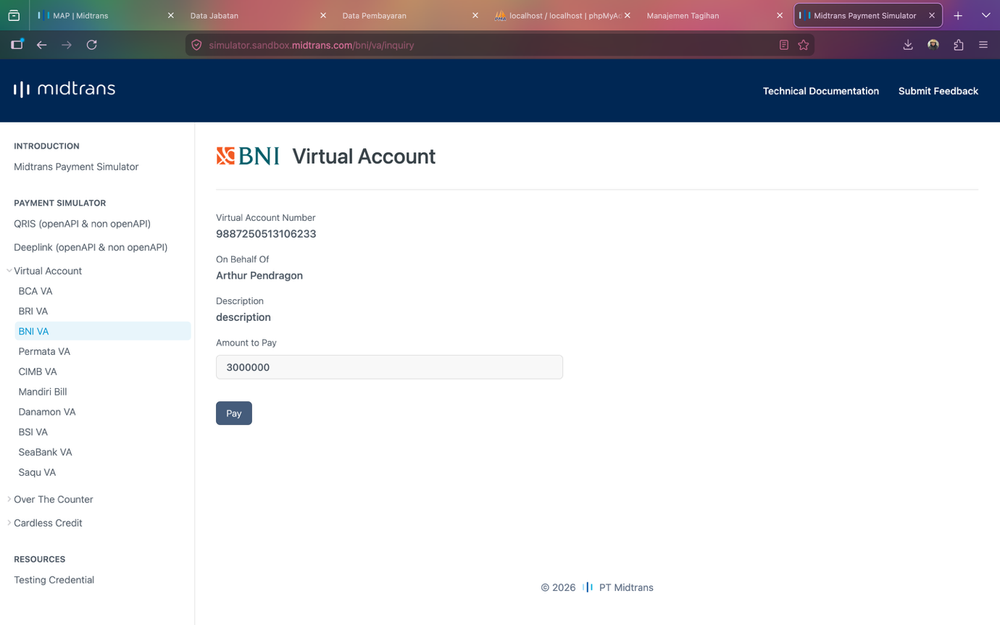 MAP | Midtrans
Data Jabatan
Data Pembayaran
localhost / localhost | phpMyAd
Manajemen Tagihan
Midtrans Payment Simulator
simulator.sandbox.midtrans.com/bni/va/inquiry
midtrans
Technical Documentation
Submit Feedback
INTRODUCTION
Midtrans Payment Simulator
PAYMENT SIMULATOR
QRIS (openAPI & non openAPI)
Deeplink (openAPI & non openAPI)
Virtual Account
BCA VA
BRI VA
BNI VA
Permata VA
CIMB VA
Mandiri Bill
Danamon VA
BSI VA
SeaBank VA
Saqu VA
Over The Counter
Cardless Credit
RESOURCES
Testing Credential
BNI Virtual Account
Virtual Account Number
9887250513106233
On Behalf Of
Arthur Pendragon
Description
description
Amount to Pay
3000000
Pay
© 2026 PT Midtrans